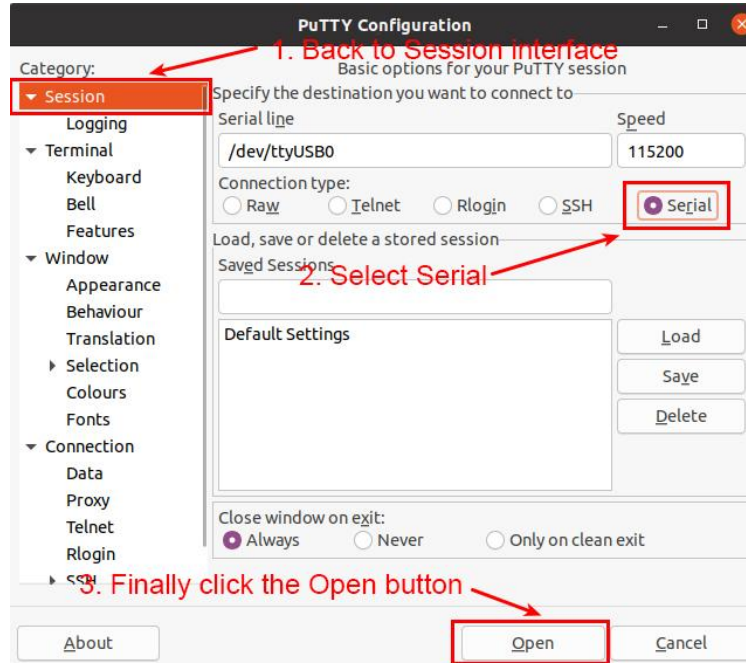 PuTTY Configuration
1. Back to Session interface
Category:
Basic options for your PuTTY session
Session
Specify the destination you want to connect to
Logging
Serial line
Speed
Terminal
/dev/ttyUSB0
115200
Keyboard
Connection type:
Bell
Raw
Telnet
Rlogin
SSH
Serial
Features
Load, save or delete a stored session
Window
Saved Sessions
2. Select Serial
Appearance
Behaviour
Translation
Default Settings
Load
Selection
Save
Colours
Fonts
Delete
Connection
Data
Proxy
Close window on exit:
Telnet
Always
Never
Only on clean exit
Rlogin
SSH
3. Finally click the Open button
About
Open
Cancel